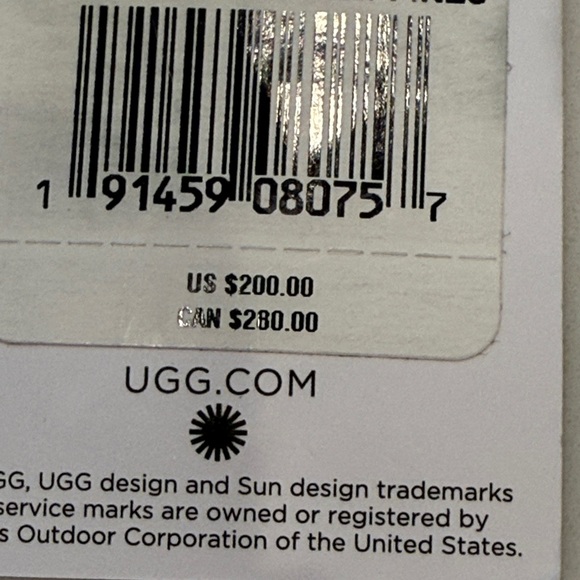 1 91459 08075 7
US $200.00
CAN $280.00
UGG.COM
UGG design and Sun design trademarks
service marks are owned or registered by
Outdoor Corporation of the United States.